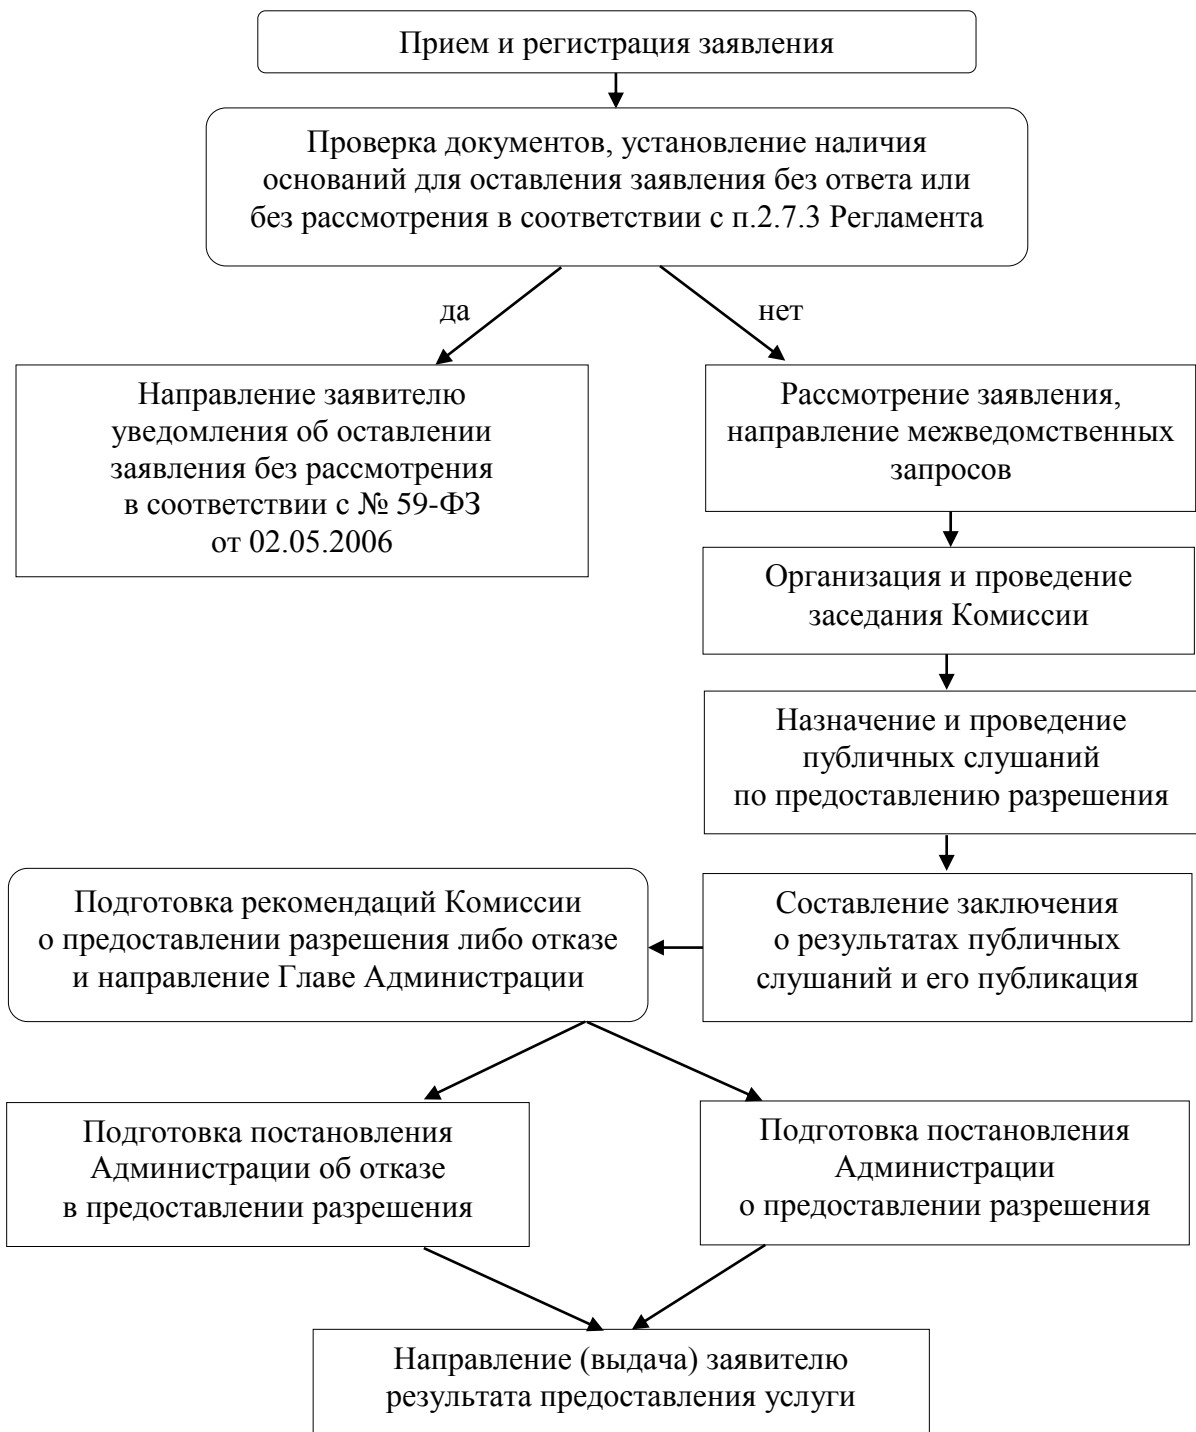 Прием и регистрация заявления
Проверка документов, установление наличия
оснований для оставления заявления без ответа или
без рассмотрения в соответствии с п.2.7.3 Регламента
да
нет
Направление заявителю
уведомления об оставлении
заявления без рассмотрения
в соответствии с № 59-ФЗ
от 02.05.2006
Рассмотрение заявления,
направление межведомственных
запросов
Организация и проведение
заседания Комиссии
Назначение и проведение
публичных слушаний
по предоставлению разрешения
Составление заключения
о результатах публичных
слушаний и его публикация
Подготовка рекомендаций Комиссии
о предоставлении разрешения либо отказе
и направление Главе Администрации
Подготовка постановления
Администрации об отказе
в предоставлении разрешения
Подготовка постановления
Администрации
о предоставлении разрешения
Направление (выдача) заявителю
результата предоставления услуги